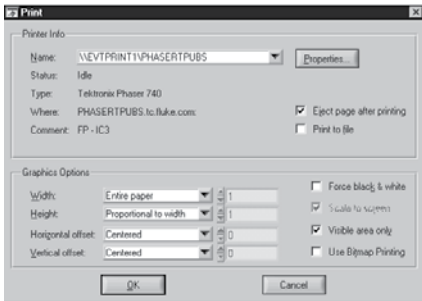 Print
Printer Info
Name: \\EVTPRINT1\PHASERTPUBS Properties...
Status: Idle
Type: Tektronix Phaser 740
Where: PHASERTPUBS.tc.fluke.com: Eject page after printing
Comment: FP - IC3 Print to file
Graphics Options
Width: Entire paper 1 Force black & white
Height: Proportional to width 1 Scale to screen
Horizontal offset: Centered 0 Visible area only
Vertical offset: Centered 0 Use Bitmap Printing
OK Cancel